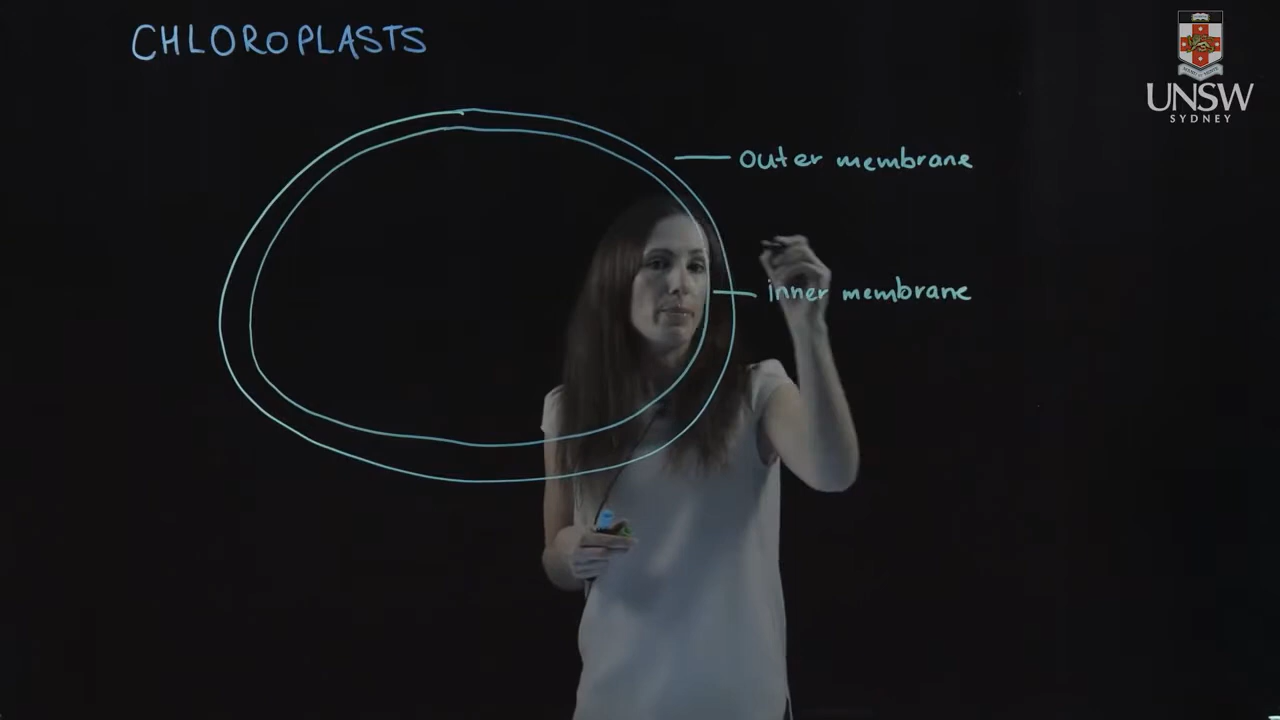 CHLOROPLASTS
UNSW
SYDNEY
outer membrane
inner membrane